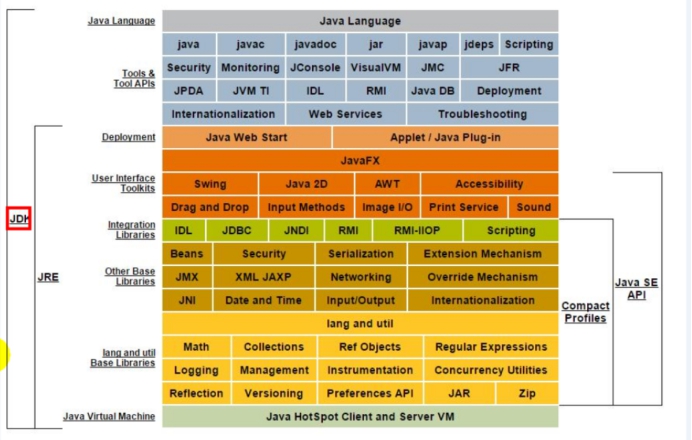 Java Language Java Language
java javac javadoc jar javap jdeps Scripting
Security Monitoring JConsole VisualVM JMC JFR
Tools &
Tool APIs
JPDA JVM TI IDL RMI Java DB Deployment
Internationalization Web Services Troubleshooting
Deployment Java Web Start Applet / Java Plug-in
JavaFX
User Interface
Toolkits
Swing Java 2D AWT Accessibility
Drag and Drop Input Methods Image I/O Print Service Sound
JDK
Integration
Libraries
IDL JDBC JNDI RMI RMI-IIOP Scripting
Beans Security Serialization Extension Mechanism
JRE
Other Base
Libraries
JMX XML JAXP Networking Override Mechanism
Java SE
API
JNI Date and Time Input/Output Internationalization
Compact
Profiles
lang and util
lang and util
Base Libraries
Math Collections Ref Objects Regular Expressions
Logging Management Instrumentation Concurrency Utilities
Reflection Versioning Preferences API JAR Zip
Java Virtual Machine Java HotSpot Client and Server VM